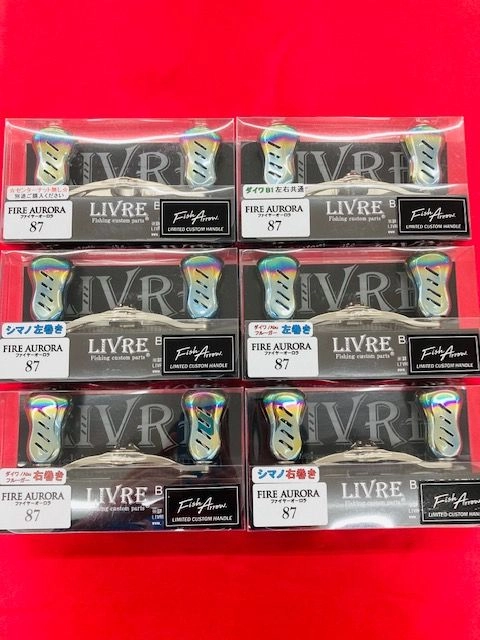 LIVRE
☆センターナット無し☆
別途ご購入ください
FIRE AURORA
ファイヤーオーロラ
87
LIVRE B
Fishing custom parts®
Fish Arrow
LIMITED CUSTOM HANDLE
LIVRE
ダイワB1 左右共通
FIRE AURORA
ファイヤーオーロラ
87
LIVRE B
Fishing custom parts®
Fish Arrow
LIMITED CUSTOM HANDLE
LIVRE
シマノ 左巻き
FIRE AURORA
ファイヤーオーロラ
87
LIVRE B
Fishing custom parts®
Fish Arrow
LIMITED CUSTOM HANDLE
LIVRE
ダイワ/Abu
フルーガー 左巻き
FIRE AURORA
ファイヤーオーロラ
87
LIVRE B
Fishing custom parts®
Fish Arrow
LIMITED CUSTOM HANDLE
LIVRE
ダイワ/Abu
フルーガー 右巻き
FIRE AURORA
ファイヤーオーロラ
87
LIVRE B
Fishing custom parts®
Fish Arrow
LIMITED CUSTOM HANDLE
LIVRE
シマノ 右巻き
FIRE AURORA
ファイヤーオーロラ
87
LIVRE B
Fishing custom parts®
Fish Arrow
LIMITED CUSTOM HANDLE